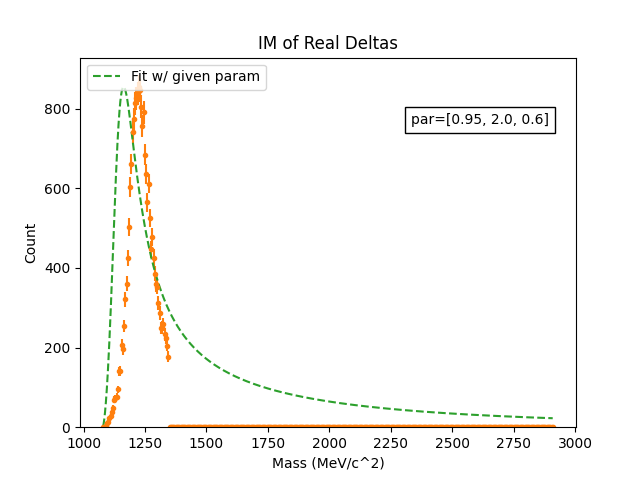 IM of Real Deltas
Fit w/ given param
par=[0.95, 2.0, 0.6]
Count
800
600
400
200
0
1000 1250 1500 1750 2000 2250 2500 2750 3000
Mass (MeV/c^2)